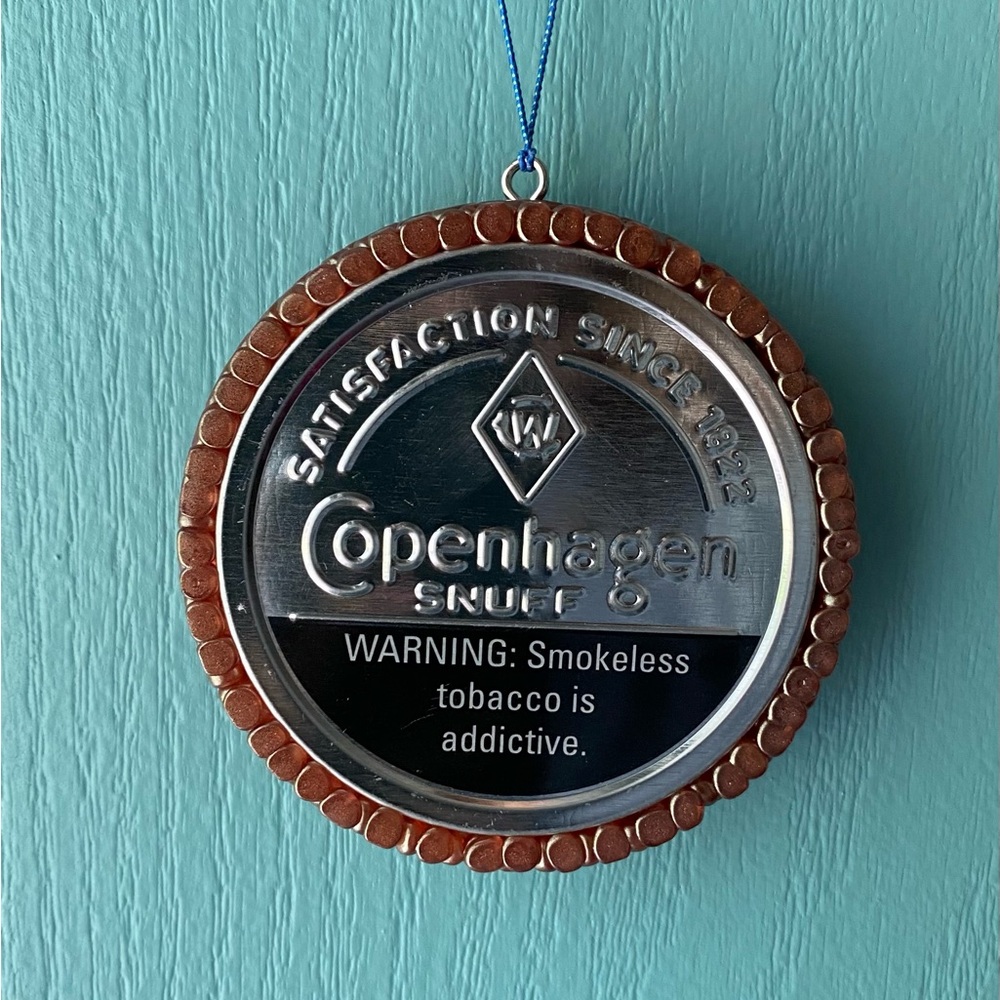 SATISFACTION SINCE 1822
W
Copenhagen
SNUFF
WARNING: Smokeless
tobacco is
addictive.